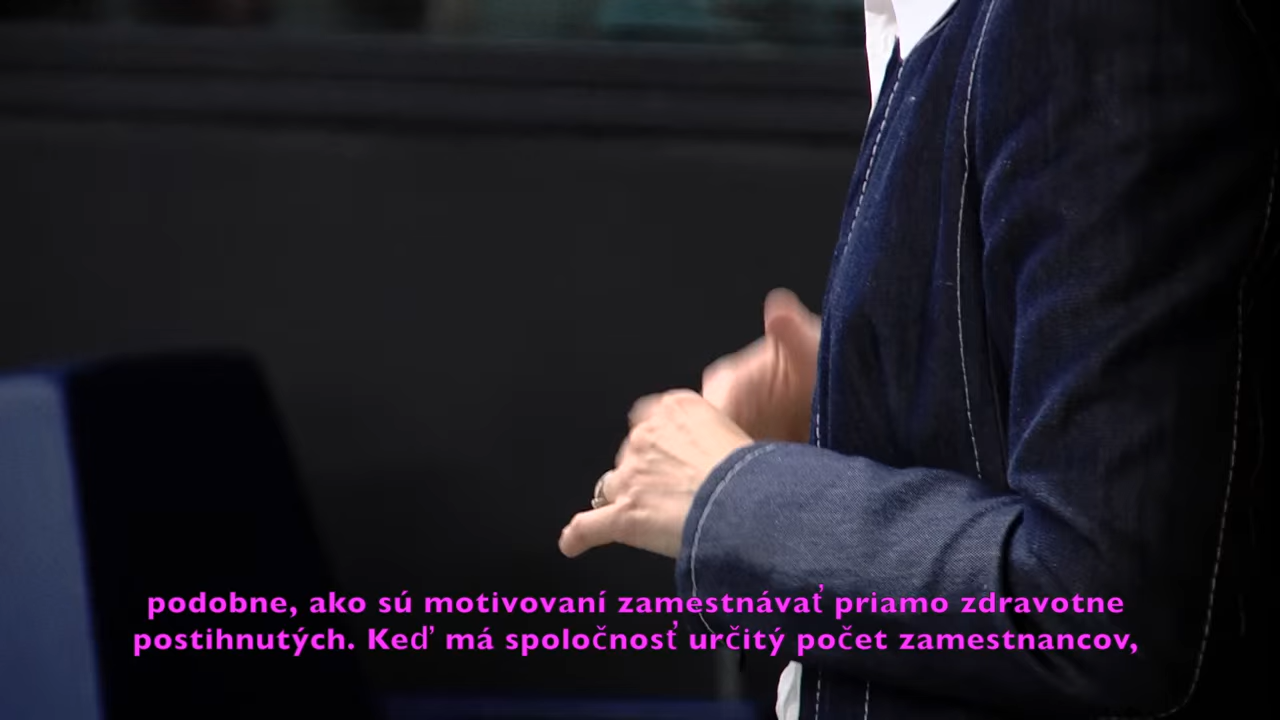 podobne, ako sú motivovaní zamestnávať priamo zdravotne
postihnutých. Keď má spoločnosť určitý počet zamestnancov,